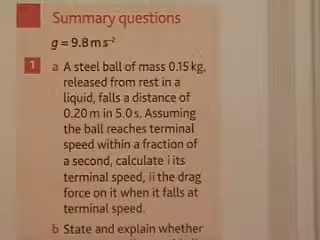 Summary questions
g = 9.8 m s⁻²
1 a A steel ball of mass 0.15 kg,
released from rest in a
liquid, falls a distance of
0.20 m in 5.0 s. Assuming
the ball reaches terminal
speed within a fraction of
a second, calculate i its
terminal speed, ii the drag
force on it when it falls at
terminal speed.
b State and explain whether